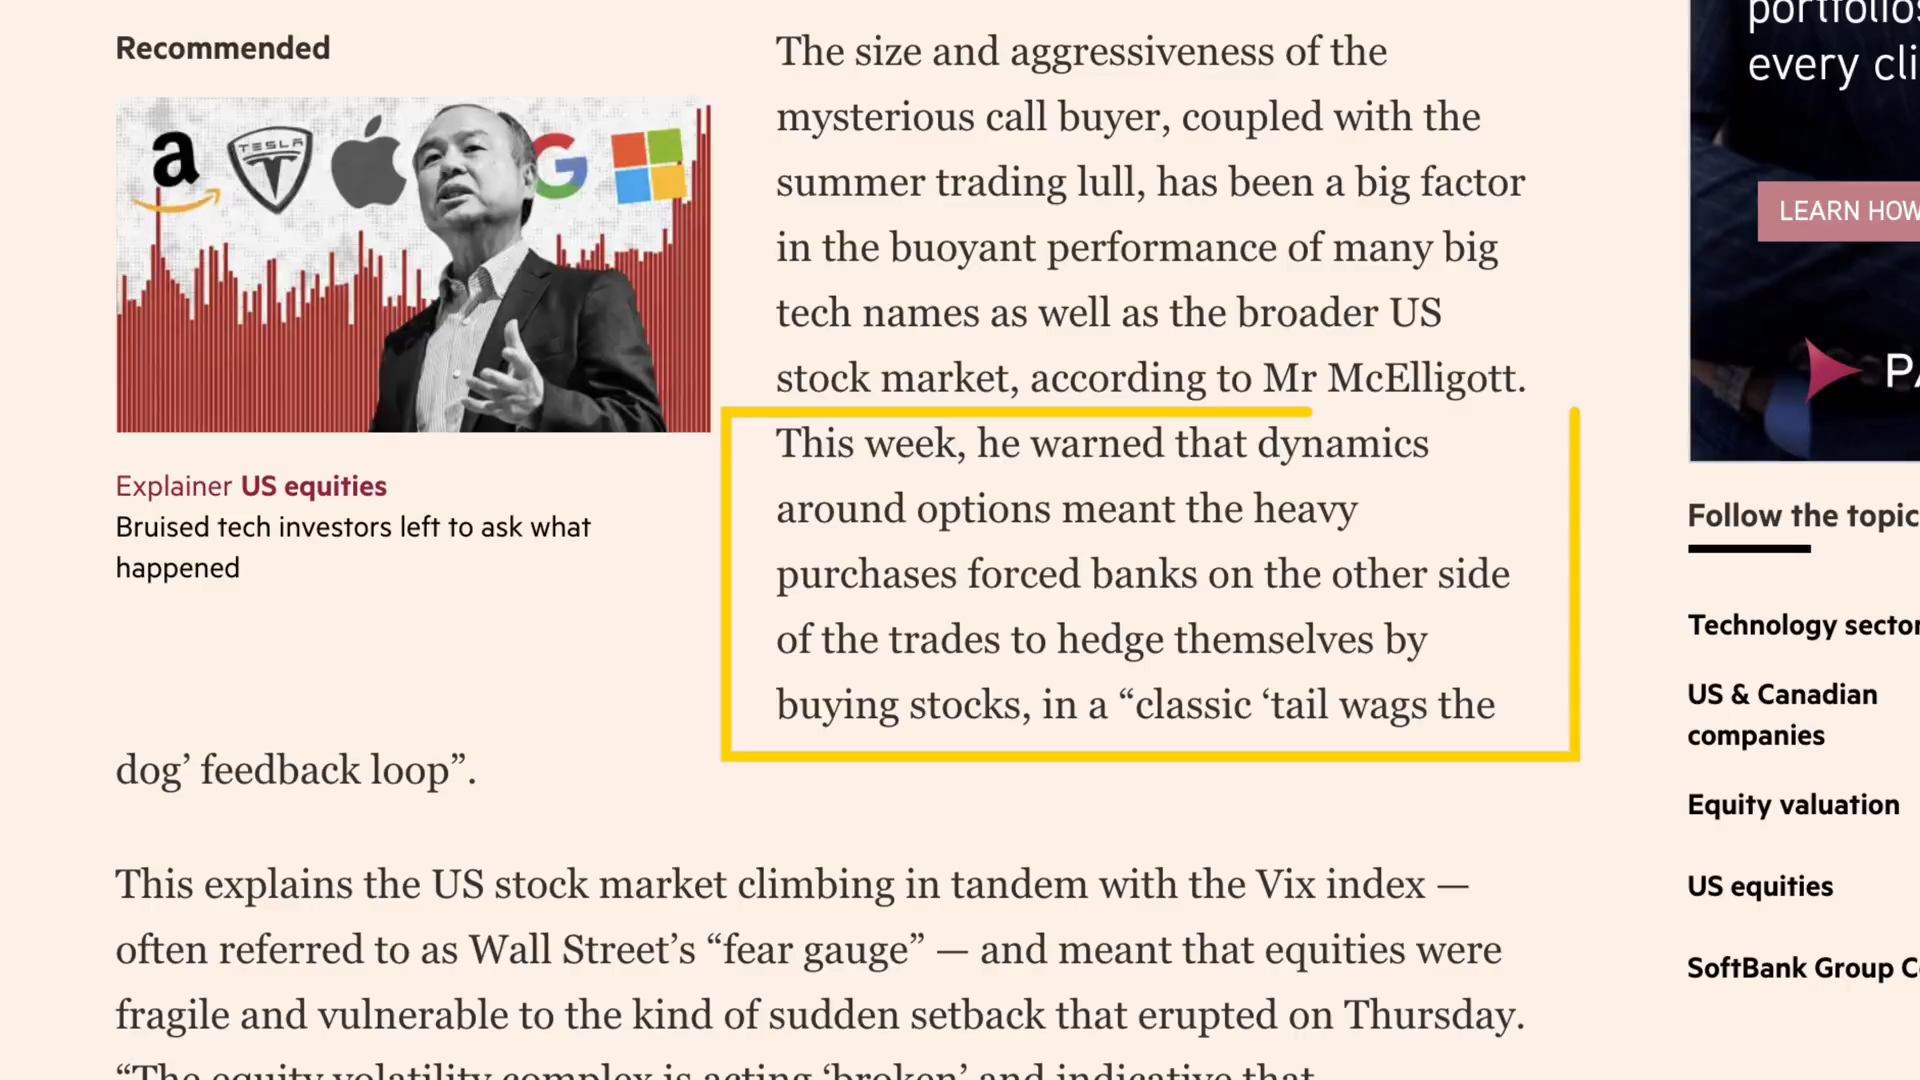 Recommended
TESLA
Explainer US equities
Bruised tech investors left to ask what
happened
The size and aggressiveness of the
mysterious call buyer, coupled with the
summer trading lull, has been a big factor
in the buoyant performance of many big
tech names as well as the broader US
stock market, according to Mr McElligott.
This week, he warned that dynamics
around options meant the heavy
purchases forced banks on the other side
of the trades to hedge themselves by
buying stocks, in a “classic ‘tail wags the
dog’ feedback loop”.
This explains the US stock market climbing in tandem with the Vix index —
often referred to as Wall Street’s “fear gauge” — and meant that equities were
fragile and vulnerable to the kind of sudden setback that erupted on Thursday.
“The equity volatility complex is acting ‘broken’ and indicative that
every
LEARN HOW
Follow the topic
Technology sector
US & Canadian
companies
Equity valuation
US equities
SoftBank Group